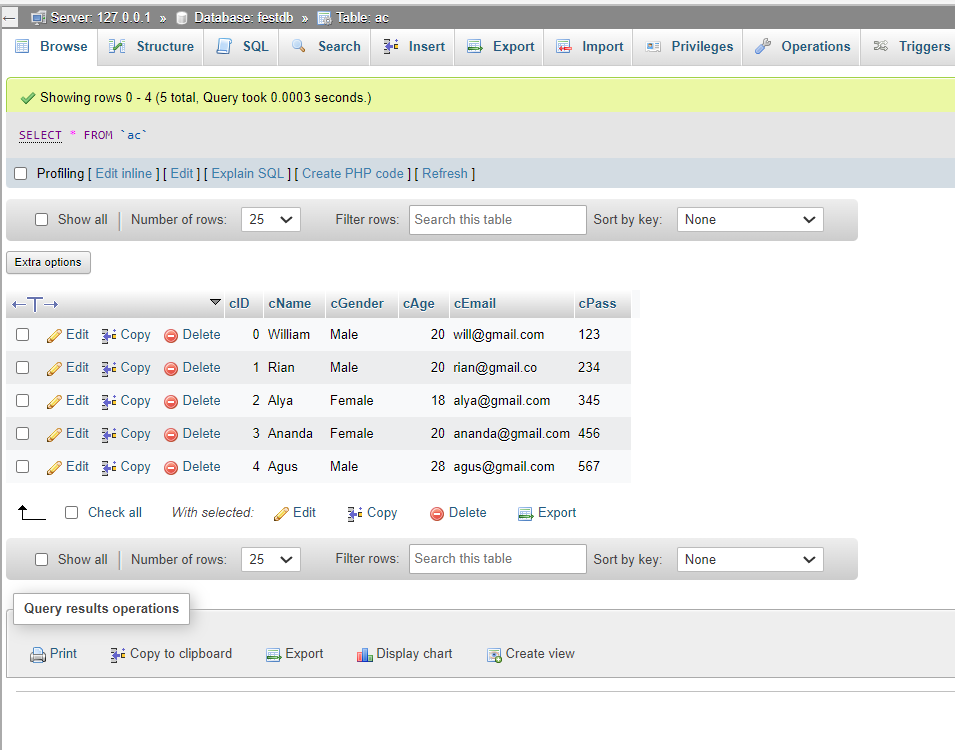 Server: 127.0.0.1 » Database: festdb » Table: ac
Browse Structure SQL Search Insert Export Import Privileges Operations Triggers
Showing rows 0 - 4 (5 total, Query took 0.0003 seconds.)
SELECT * FROM `ac`
Profiling [ Edit inline ] [ Edit ] [ Explain SQL ] [ Create PHP code ] [ Refresh ]
Show all Number of rows: 25 Filter rows: Search this table Sort by key: None
Extra options
←T→ cID cName cGender cAge cEmail cPass
Edit Copy Delete 0 William Male 20 will@gmail.com 123
Edit Copy Delete 1 Rian Male 20 rian@gmail.co 234
Edit Copy Delete 2 Alya Female 18 alya@gmail.com 345
Edit Copy Delete 3 Ananda Female 20 ananda@gmail.com 456
Edit Copy Delete 4 Agus Male 28 agus@gmail.com 567
Check all With selected: Edit Copy Delete Export
Show all Number of rows: 25 Filter rows: Search this table Sort by key: None
Query results operations
Print Copy to clipboard Export Display chart Create view